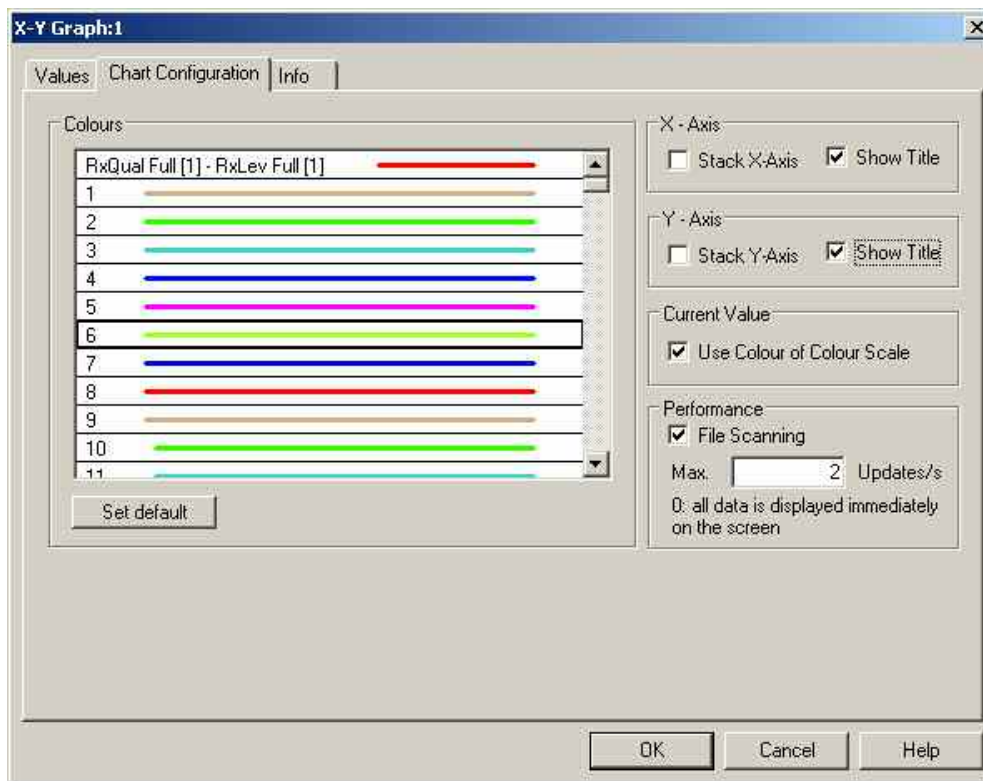 X-Y Graph:1
Values
Chart Configuration
Info
Colours
RxQual Full [1] - RxLev Full [1]
1
2
3
4
5
6
7
8
9
10
11
Set default
X - Axis
Stack X-Axis
Show Title
Y - Axis
Stack Y-Axis
Show Title
Current Value
Use Colour of Colour Scale
Performance
File Scanning
Max. 2 Updates/s
0: all data is displayed immediately
on the screen
OK
Cancel
Help